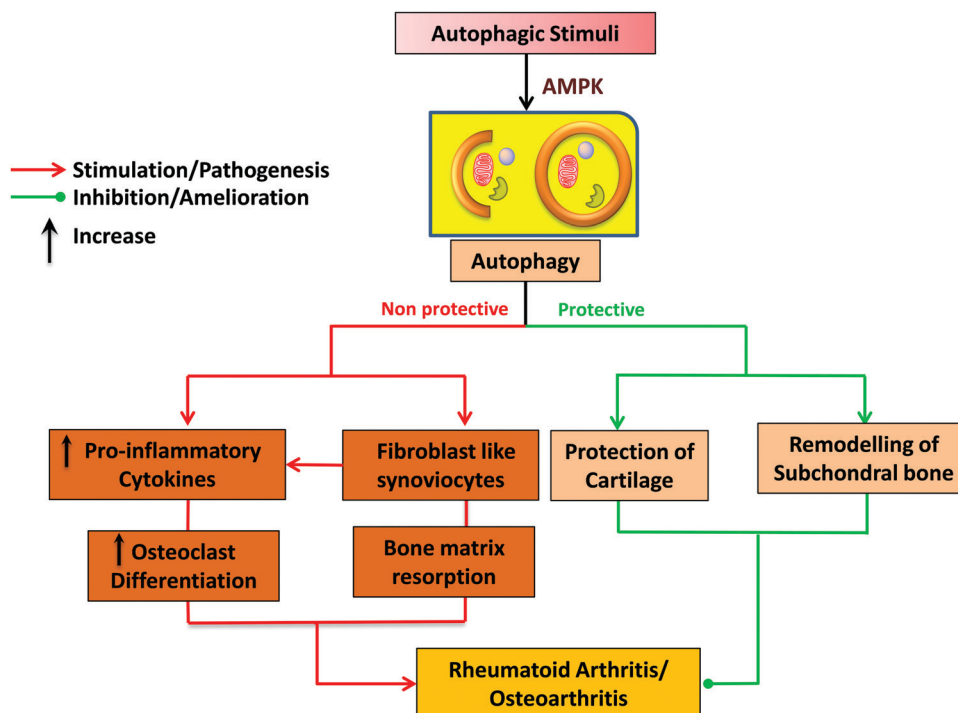 Autophagic Stimuli
AMPK
Stimulation/Pathogenesis
Inhibition/Amelioration
Increase
Autophagy
Non protective
Protective
Pro-inflammatory
Cytokines
Fibroblast like
synoviocytes
Protection of
Cartilage
Remodelling of
Subchondral bone
Osteoclast
Differentiation
Bone matrix
resorption
Rheumatoid Arthritis/
Osteoarthritis